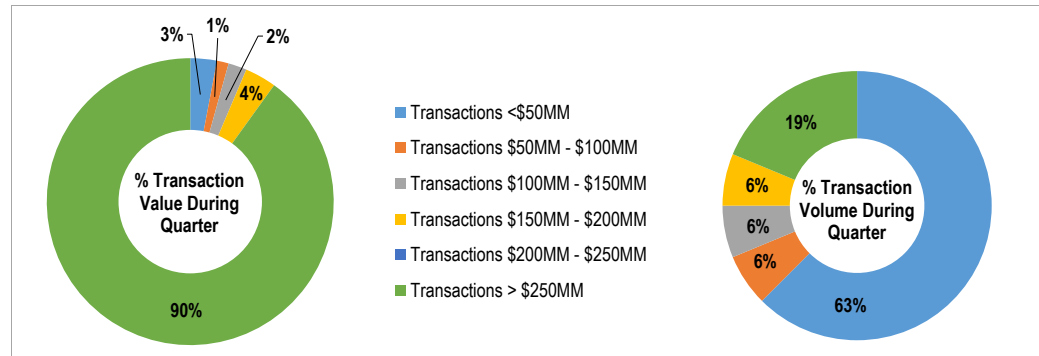 3%
1%
2%
4%
90%
% Transaction
Value During
Quarter
Transactions <$50MM
Transactions $50MM - $100MM
Transactions $100MM - $150MM
Transactions $150MM - $200MM
Transactions $200MM - $250MM
Transactions > $250MM
19%
6%
6%
6%
63%
% Transaction
Volume During
Quarter